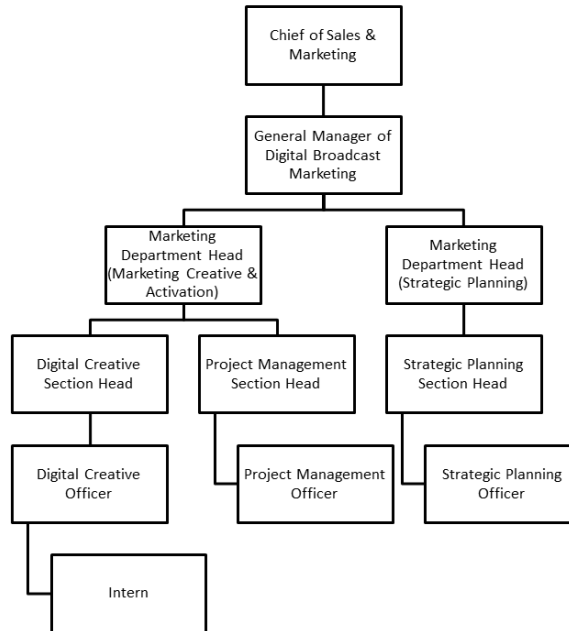 Chief of Sales &
Marketing
General Manager of
Digital Broadcast
Marketing
Marketing
Department Head
(Marketing Creative &
Activation)
Marketing
Department Head
(Strategic Planning)
Digital Creative
Section Head
Project Management
Section Head
Strategic Planning
Section Head
Digital Creative
Officer
Project Management
Officer
Strategic Planning
Officer
Intern